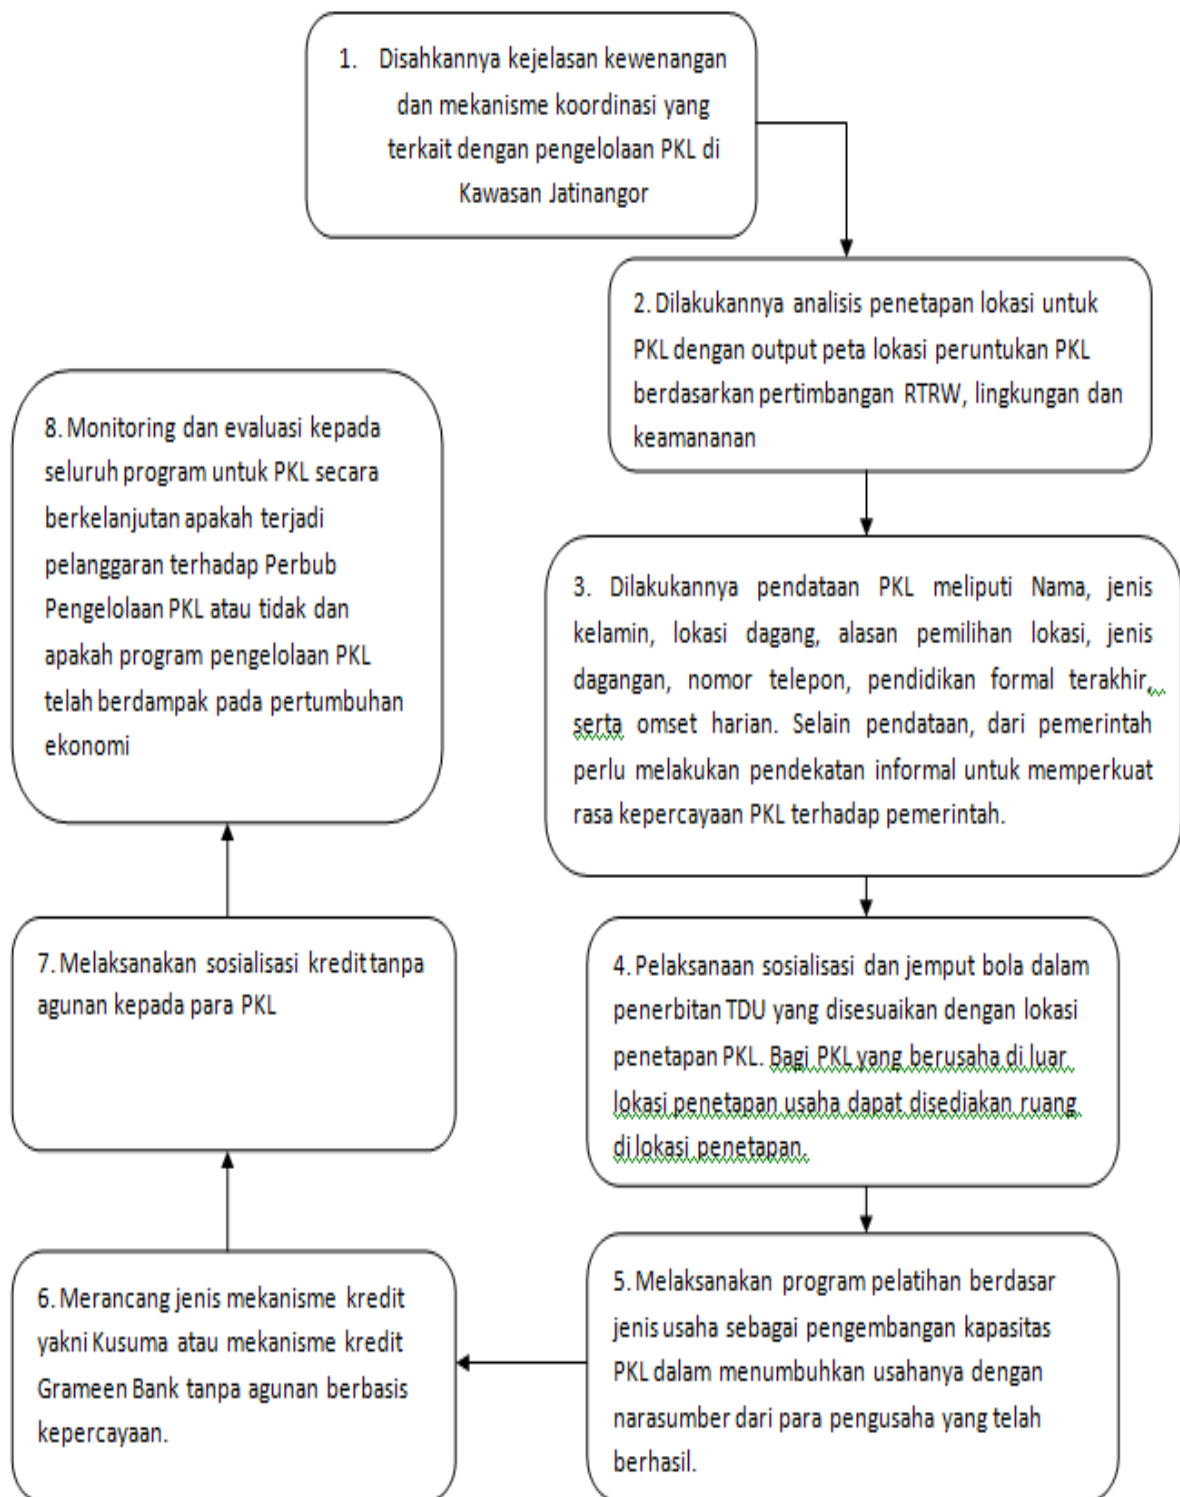 1. Disahkannya kejelasan kewenangan
dan mekanisme koordinasi yang
terkait dengan pengelolaan PKL di
Kawasan Jatinangor
2. Dilakukannya analisis penetapan lokasi untuk
PKL dengan output peta lokasi peruntukan PKL
berdasarkan pertimbangan RTRW, lingkungan dan
keamananan
3. Dilakukannya pendataan PKL meliputi Nama, jenis
kelamin, lokasi dagang, alasan pemilihan lokasi, jenis
dagangan, nomor telepon, pendidikan formal terakhir,
serta omset harian. Selain pendataan, dari pemerintah
perlu melakukan pendekatan informal untuk memperkuat
rasa kepercayaan PKL terhadap pemerintah.
4. Pelaksanaan sosialisasi dan jemput bola dalam
penerbitan TDU yang disesuaikan dengan lokasi
penetapan PKL. Bagi PKL yang berusaha di luar
lokasi penetapan usaha dapat disediakan ruang
di lokasi penetapan.
5. Melaksanakan program pelatihan berdasar
jenis usaha sebagai pengembangan kapasitas
PKL dalam menumbuhkan usahanya dengan
narasumber dari para pengusaha yang telah
berhasil.
6. Merancang jenis mekanisme kredit
yakni Kusuma atau mekanisme kredit
Grameen Bank tanpa agunan berbasis
kepercayaan.
7. Melaksanakan sosialisasi kredit tanpa
agunan kepada para PKL
8. Monitoring dan evaluasi kepada
seluruh program untuk PKL secara
berkelanjutan apakah terjadi
pelanggaran terhadap Perbub
Pengelolaan PKL atau tidak dan
apakah program pengelolaan PKL
telah berdampak pada pertumbuhan
ekonomi